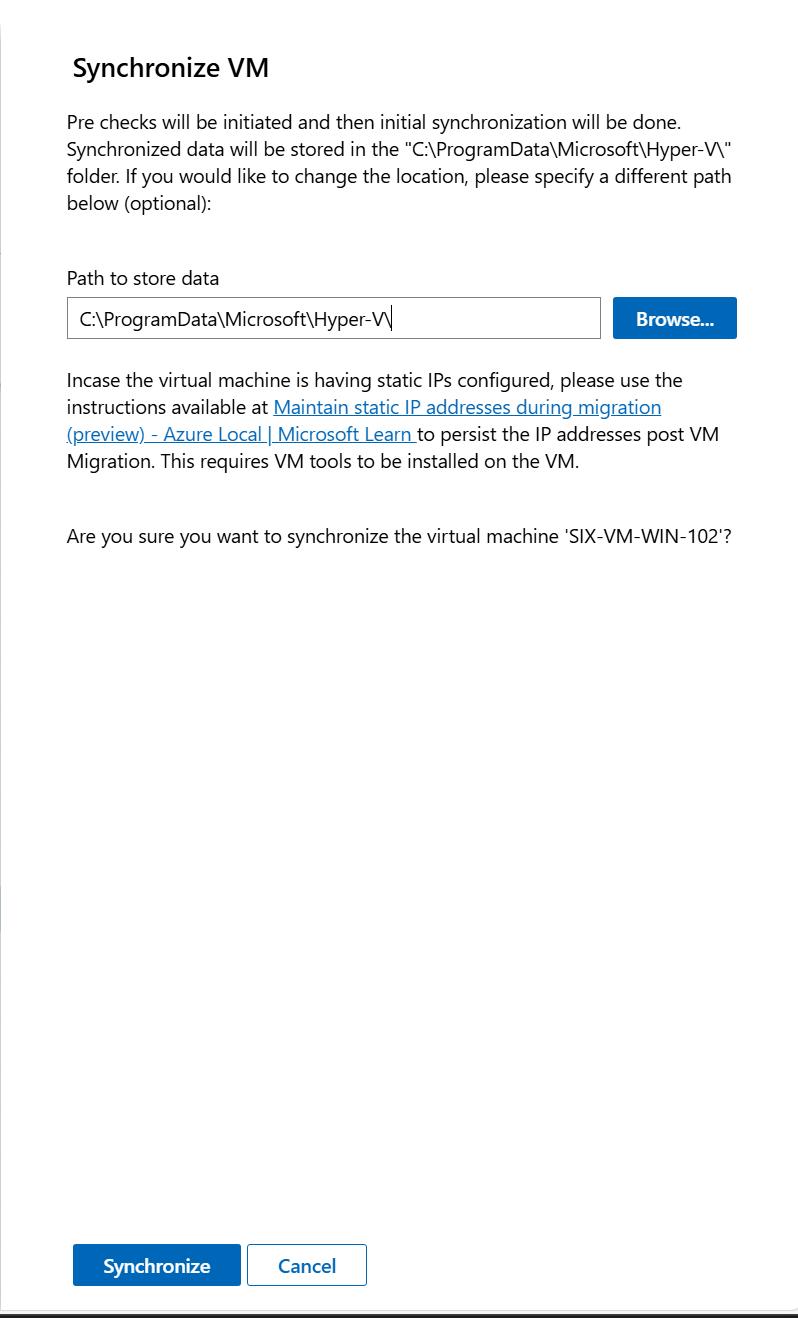 Synchronize VM
Pre checks will be initiated and then initial synchronization will be done.
Synchronized data will be stored in the "C:\ProgramData\Microsoft\Hyper-V\"
folder. If you would like to change the location, please specify a different path
below (optional):
Path to store data
C:\ProgramData\Microsoft\Hyper-V\
Browse...
Incase the virtual machine is having static IPs configured, please use the
instructions available at Maintain static IP addresses during migration
(preview) - Azure Local | Microsoft Learn to persist the IP addresses post VM
Migration. This requires VM tools to be installed on the VM.
Are you sure you want to synchronize the virtual machine 'SIX-VM-WIN-102'?
Synchronize
Cancel